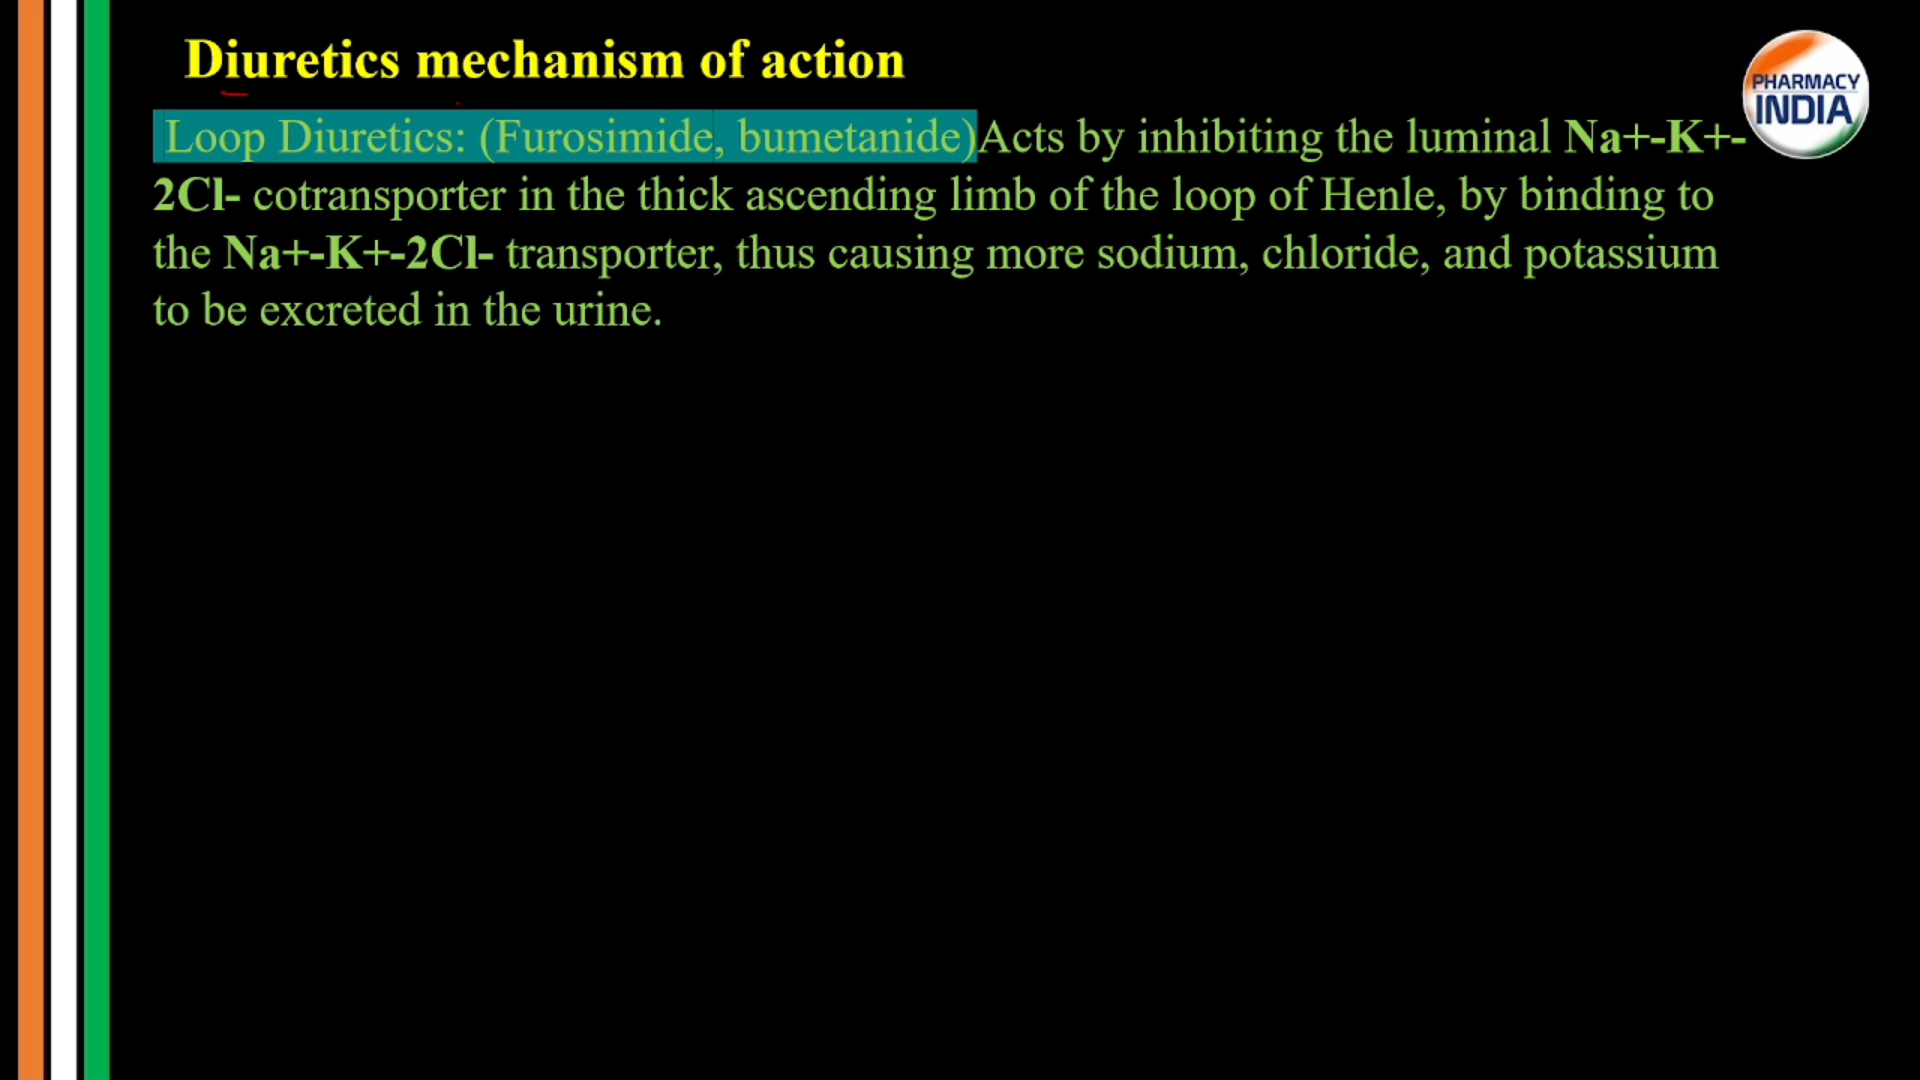 Diuretics mechanism of action
PHARMACY
INDIA
Loop Diuretics: (Furosimide, bumetanide)Acts by inhibiting the luminal Na+-K+-
2Cl- cotransporter in the thick ascending limb of the loop of Henle, by binding to
the Na+-K+-2Cl- transporter, thus causing more sodium, chloride, and potassium
to be excreted in the urine.